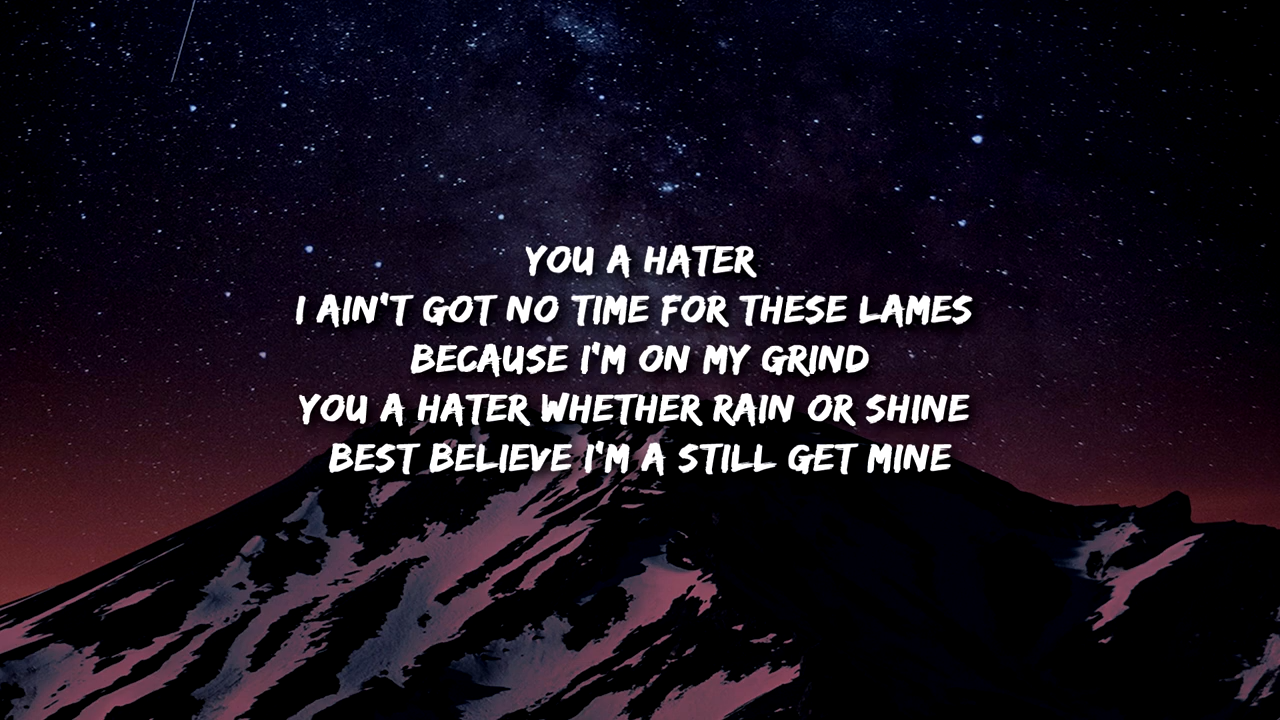 YOU A HATER
I AIN'T GOT NO TIME FOR THESE LAMES
BECAUSE I'M ON MY GRIND
YOU A HATER WHETHER RAIN OR SHINE
BEST BELIEVE I'M A STILL GET MINE